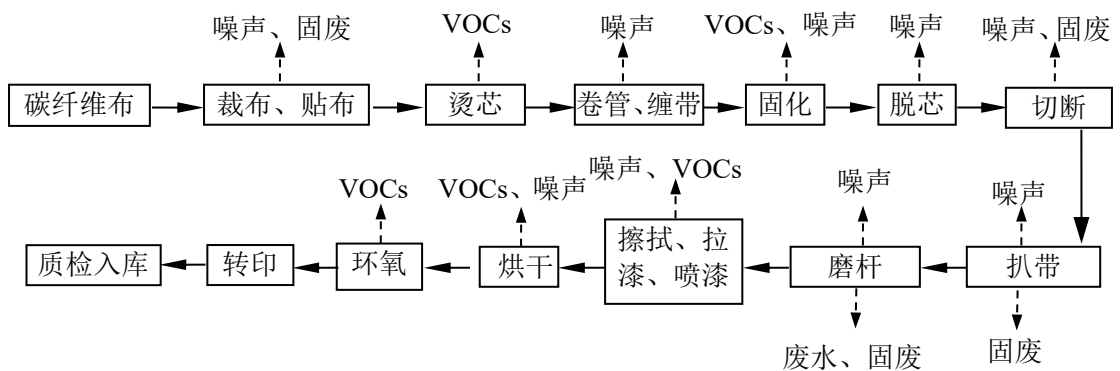 噪声、固废
VOCs
噪声
VOCs、噪声
噪声
噪声、固废
碳纤维布
裁布、贴布
烫芯
卷管、缠带
固化
脱芯
切断
VOCs
VOCs、噪声
噪声、VOCs
噪声
噪声
质检入库
转印
环氧
烘干
擦拭、拉
漆、喷漆
磨杆
扒带
废水、固废
固废